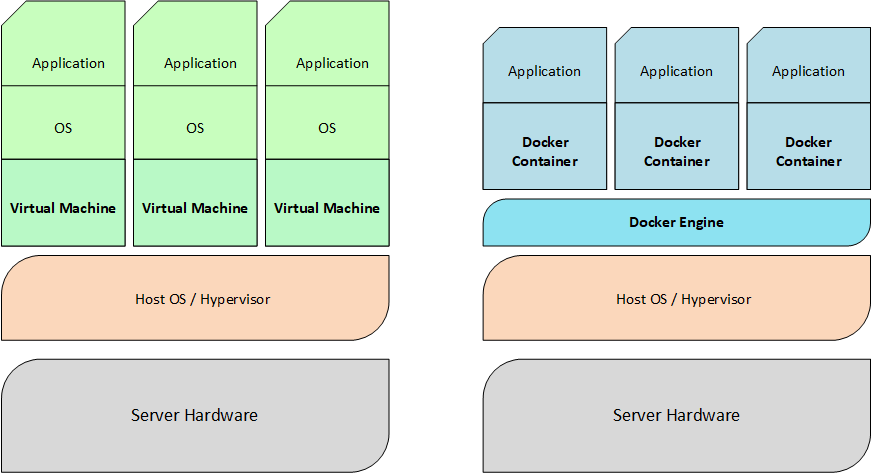 Application
Application
Application
OS
OS
OS
Virtual Machine
Virtual Machine
Virtual Machine
Host OS / Hypervisor
Server Hardware
Application
Application
Application
Docker
Container
Docker
Container
Docker
Container
Docker Engine
Host OS / Hypervisor
Server Hardware